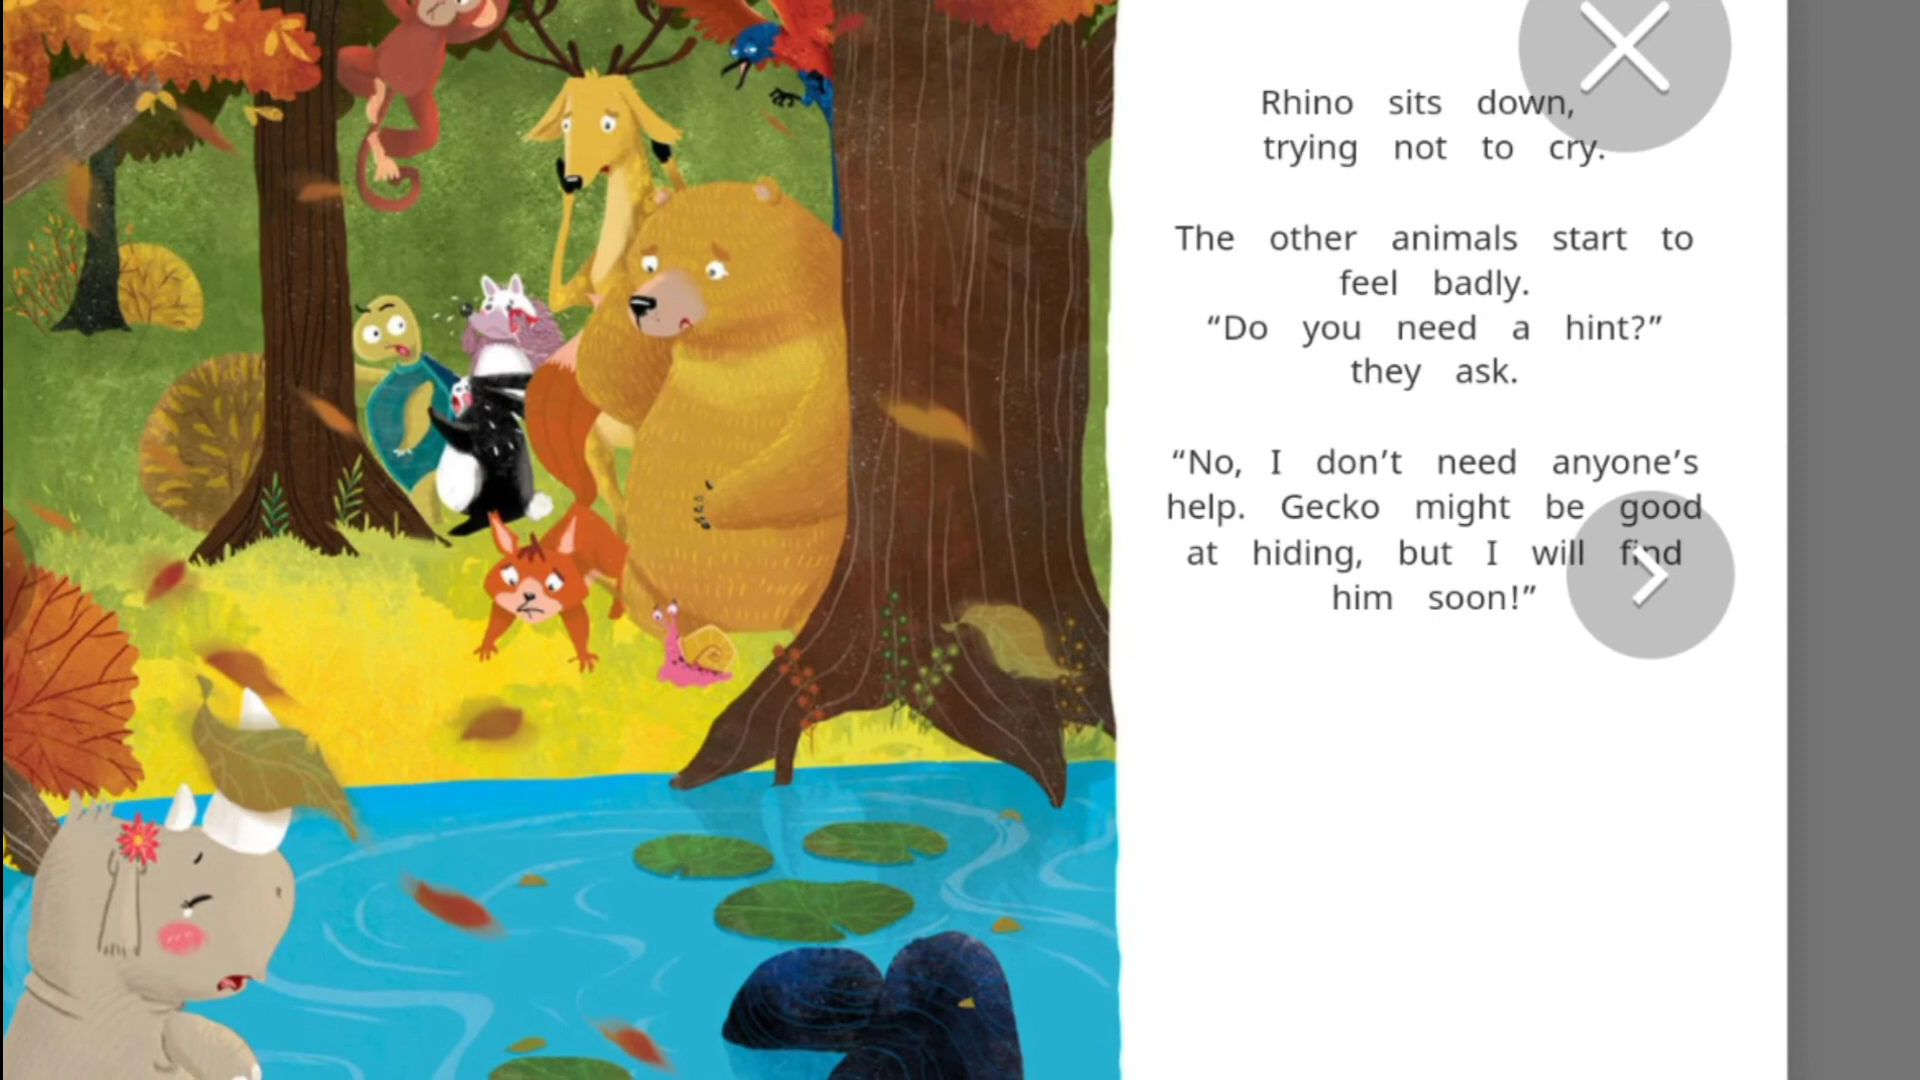 Rhino sits down,
trying not to cry.
The other animals start to
feel badly.
“Do you need a hint?”
they ask.
“No, I don’t need anyone’s
help. Gecko might be good
at hiding, but I will find
him soon!”